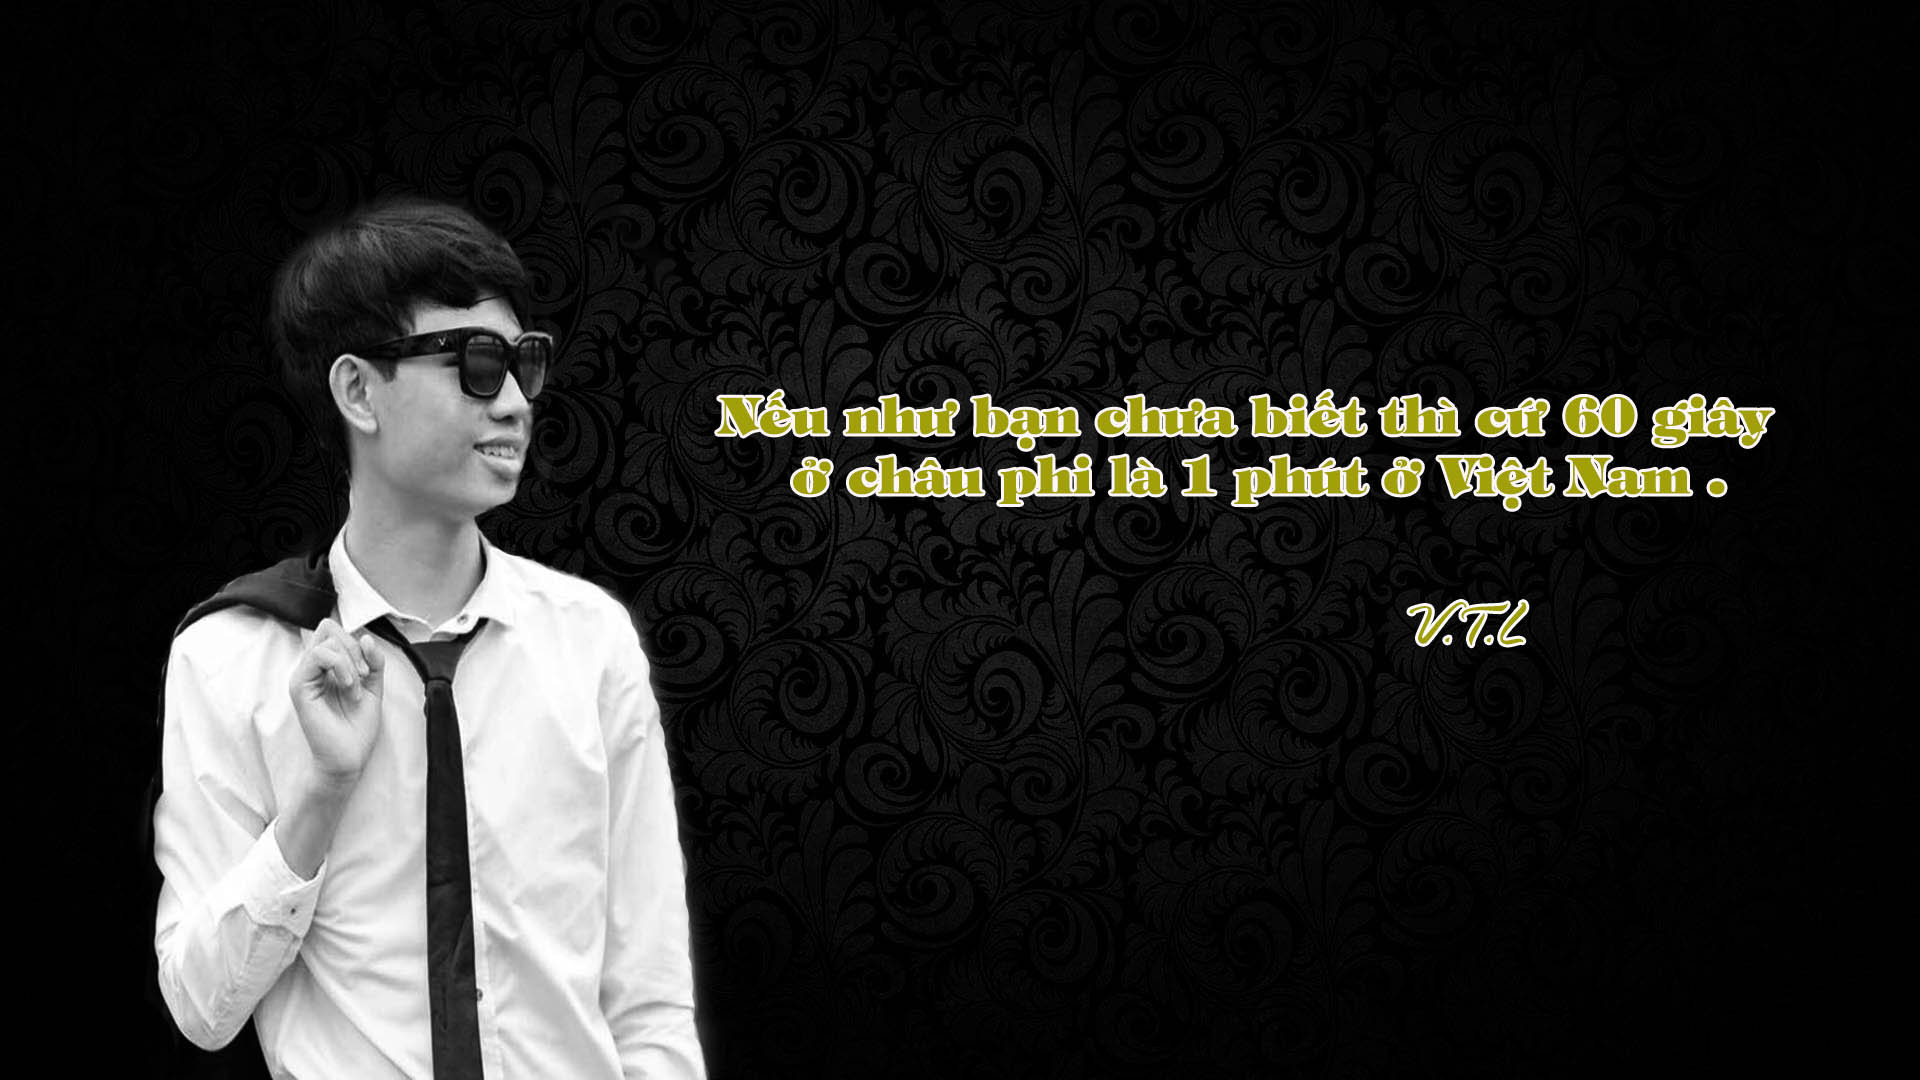 Nếu như bạn chưa biết thì cứ 60 giây
ở châu phi là 1 phút ở Việt Nam .
V.T.L